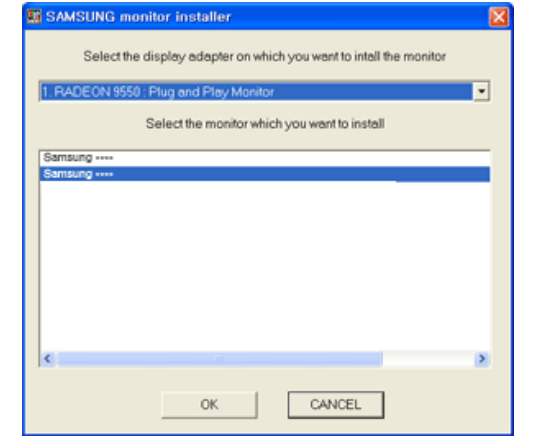 SAMSUNG monitor installer
Select the display adapter on which you want to intall the monitor
1. RADEON 9550 : Plug and Play Monitor
Select the monitor which you want to install
Samsung ----
Samsung ----
OK
CANCEL